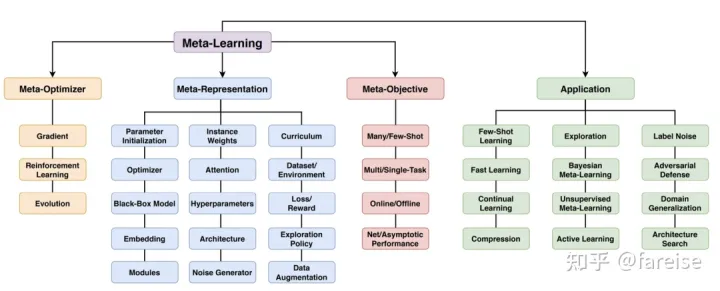 Meta-Learning
Meta-Optimizer
Meta-Representation
Meta-Objective
Application
Gradient
Reinforcement
Learning
Evolution
Parameter
Initialization
Optimizer
Black-Box Model
Embedding
Modules
Instance
Weights
Attention
Hyperparameters
Architecture
Noise Generator
Curriculum
Dataset/
Environment
Loss/
Reward
Exploration
Policy
Data
Augmentation
Many/Few-Shot
Multi/Single-Task
Online/Offline
Net/Asymptotic
Performance
Few-Shot
Learning
Fast Learning
Continual
Learning
Compression
Exploration
Bayesian
Meta-Learning
Unsupervised
Meta-Learning
Active Learning
Label Noise
Adversarial
Defense
Domain
Generalization
Architecture
Search
知乎 @fareise